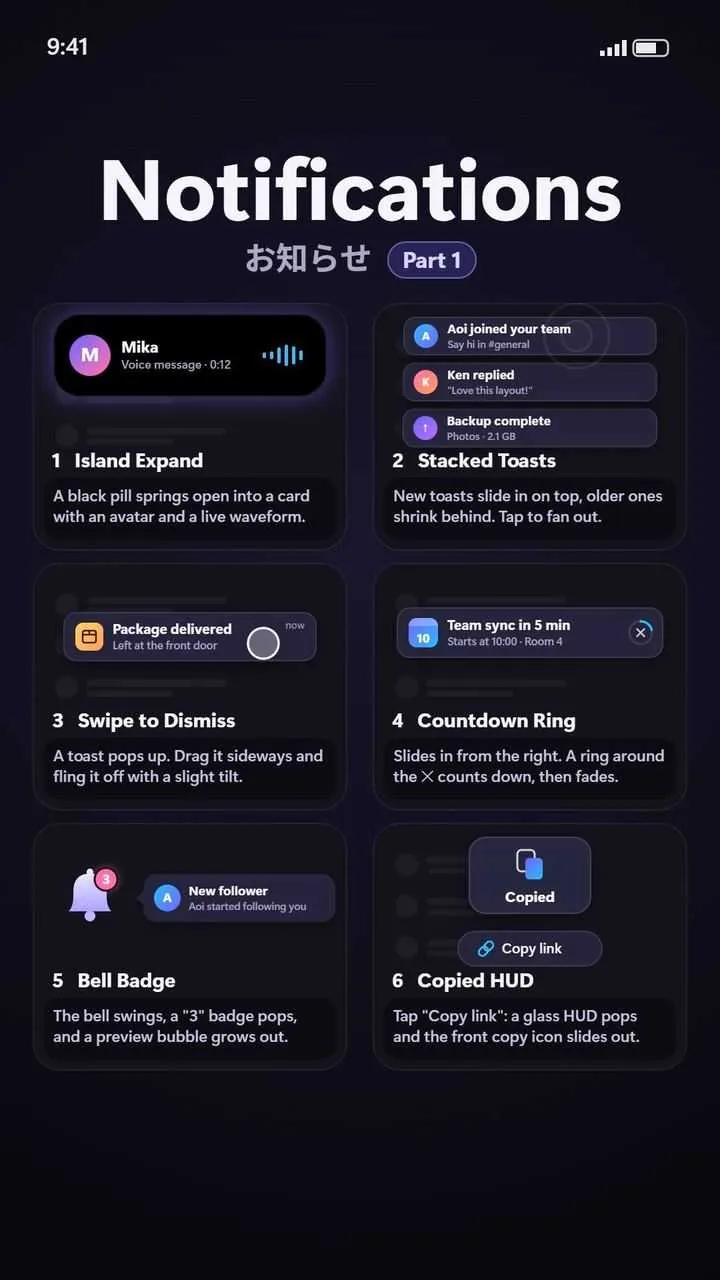 9:41
Notifications
お知らせ Part 1
M
Mika
Voice message · 0:12
1 Island Expand
A black pill springs open into a card
with an avatar and a live waveform.
A
Aoi joined your team
Say hi in #general
K
Ken replied
"Love this layout!"
↑
Backup complete
Photos · 2.1 GB
2 Stacked Toasts
New toasts slide in on top, older ones
shrink behind. Tap to fan out.
Package delivered
now
Left at the front door
3 Swipe to Dismiss
A toast pops up. Drag it sideways and
fling it off with a slight tilt.
10
Team sync in 5 min
Starts at 10:00 · Room 4
4 Countdown Ring
Slides in from the right. A ring around
the ✕ counts down, then fades.
3
A
New follower
Aoi started following you
5 Bell Badge
The bell swings, a "3" badge pops,
and a preview bubble grows out.
Copied
Copy link
6 Copied HUD
Tap "Copy link": a glass HUD pops
and the front copy icon slides out.